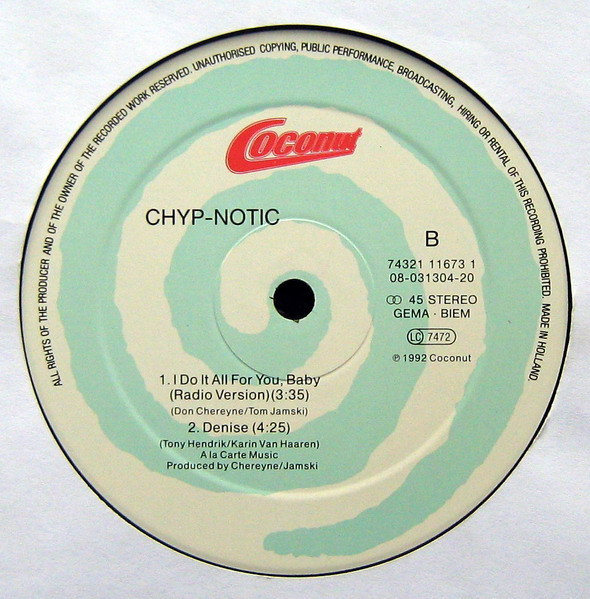 ALL RIGHTS OF THE PRODUCER AND OF THE OWNER OF THE RECORDED WORK RESERVED. UNAUTHORISED COPYING, PUBLIC PERFORMANCE, BROADCASTING, HIRING OR RENTAL OF THIS RECORDING PROHIBITED. MADE IN HOLLAND.
Coconut
CHYP-NOTIC
B
74321 11673 1
08-031304-20
45 STEREO
GEMA · BIEM
LC 7472
℗ 1992 Coconut
1. I Do It All For You, Baby
(Radio Version)(3:35)
(Don Chereyne/Tom Jamski)
2. Denise (4:25)
(Tony Hendrik/Karin Van Haaren)
A la Carte Music
Produced by Chereyne/Jamski